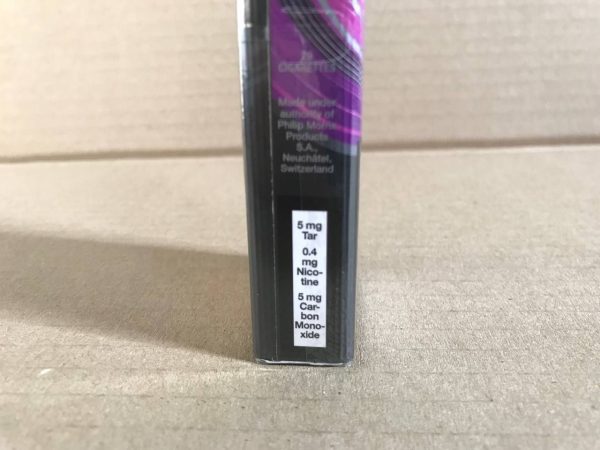 20
CIGARETTES
Made under
authority of
Philip Morris
Products
S.A.,
Neuchâtel,
Switzerland
5 mg
Tar
0.4
mg
Nico-
tine
5 mg
Car-
bon
Mono-
xide